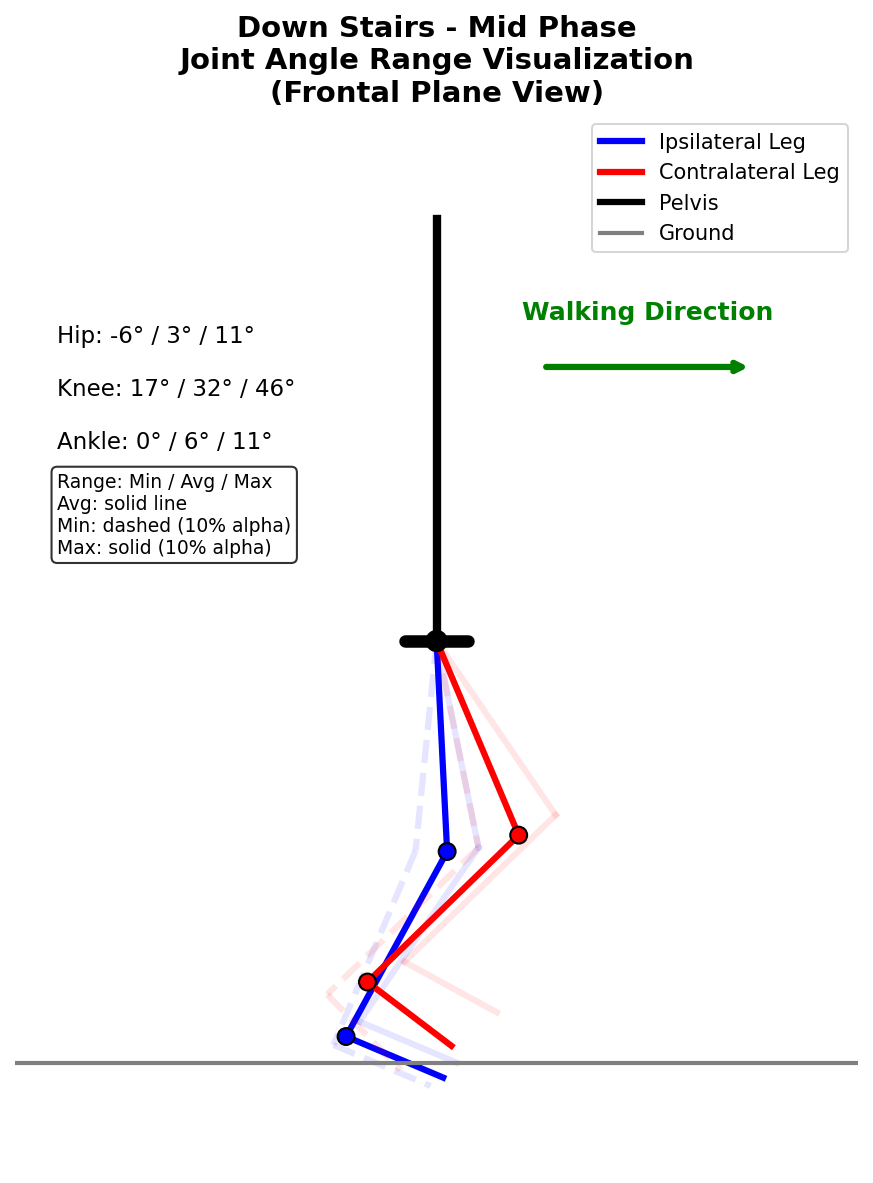 Down Stairs - Mid Phase
Joint Angle Range Visualization
(Frontal Plane View)
Ipsilateral Leg
Contralateral Leg
Pelvis
Ground
Walking Direction
Hip: -6° / 3° / 11°
Knee: 17° / 32° / 46°
Ankle: 0° / 6° / 11°
Range: Min / Avg / Max
Avg: solid line
Min: dashed (10% alpha)
Max: solid (10% alpha)